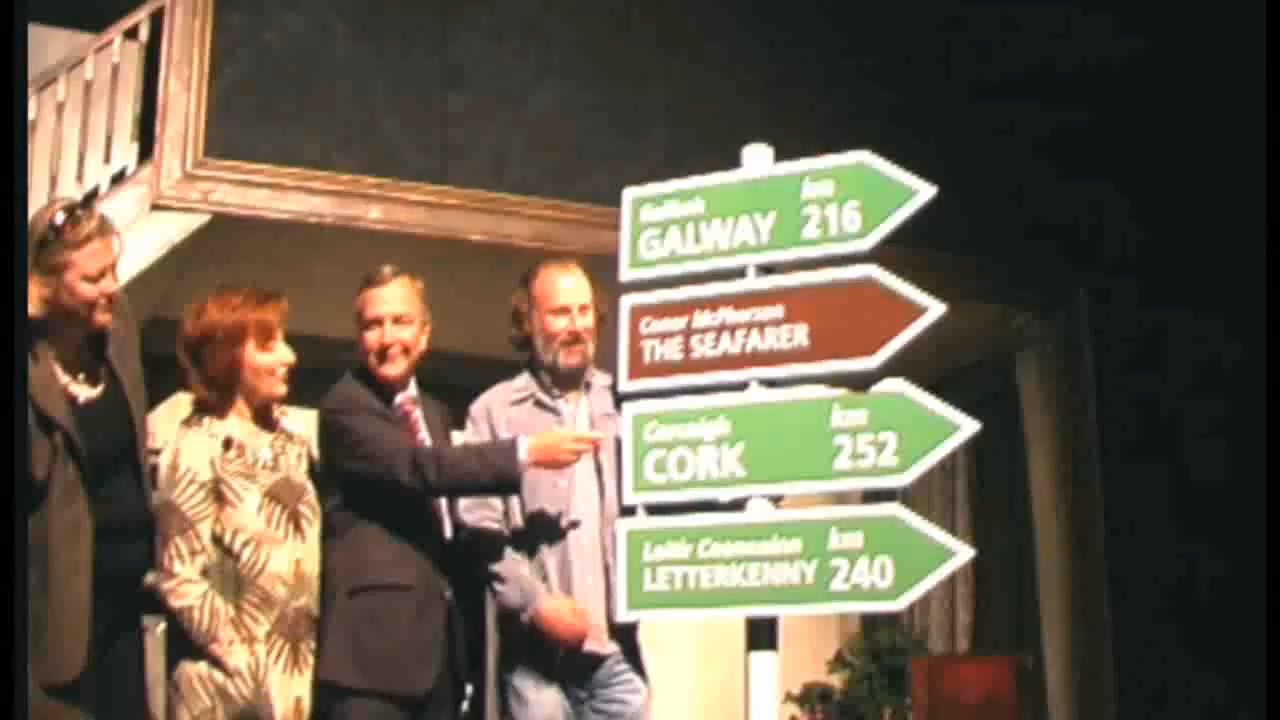 Gaillimh
GALWAY
km
216
Conor McPherson
THE SEAFARER
Corcaigh
CORK
km
252
Leitir Ceanainn
LETTERKENNY
km
240